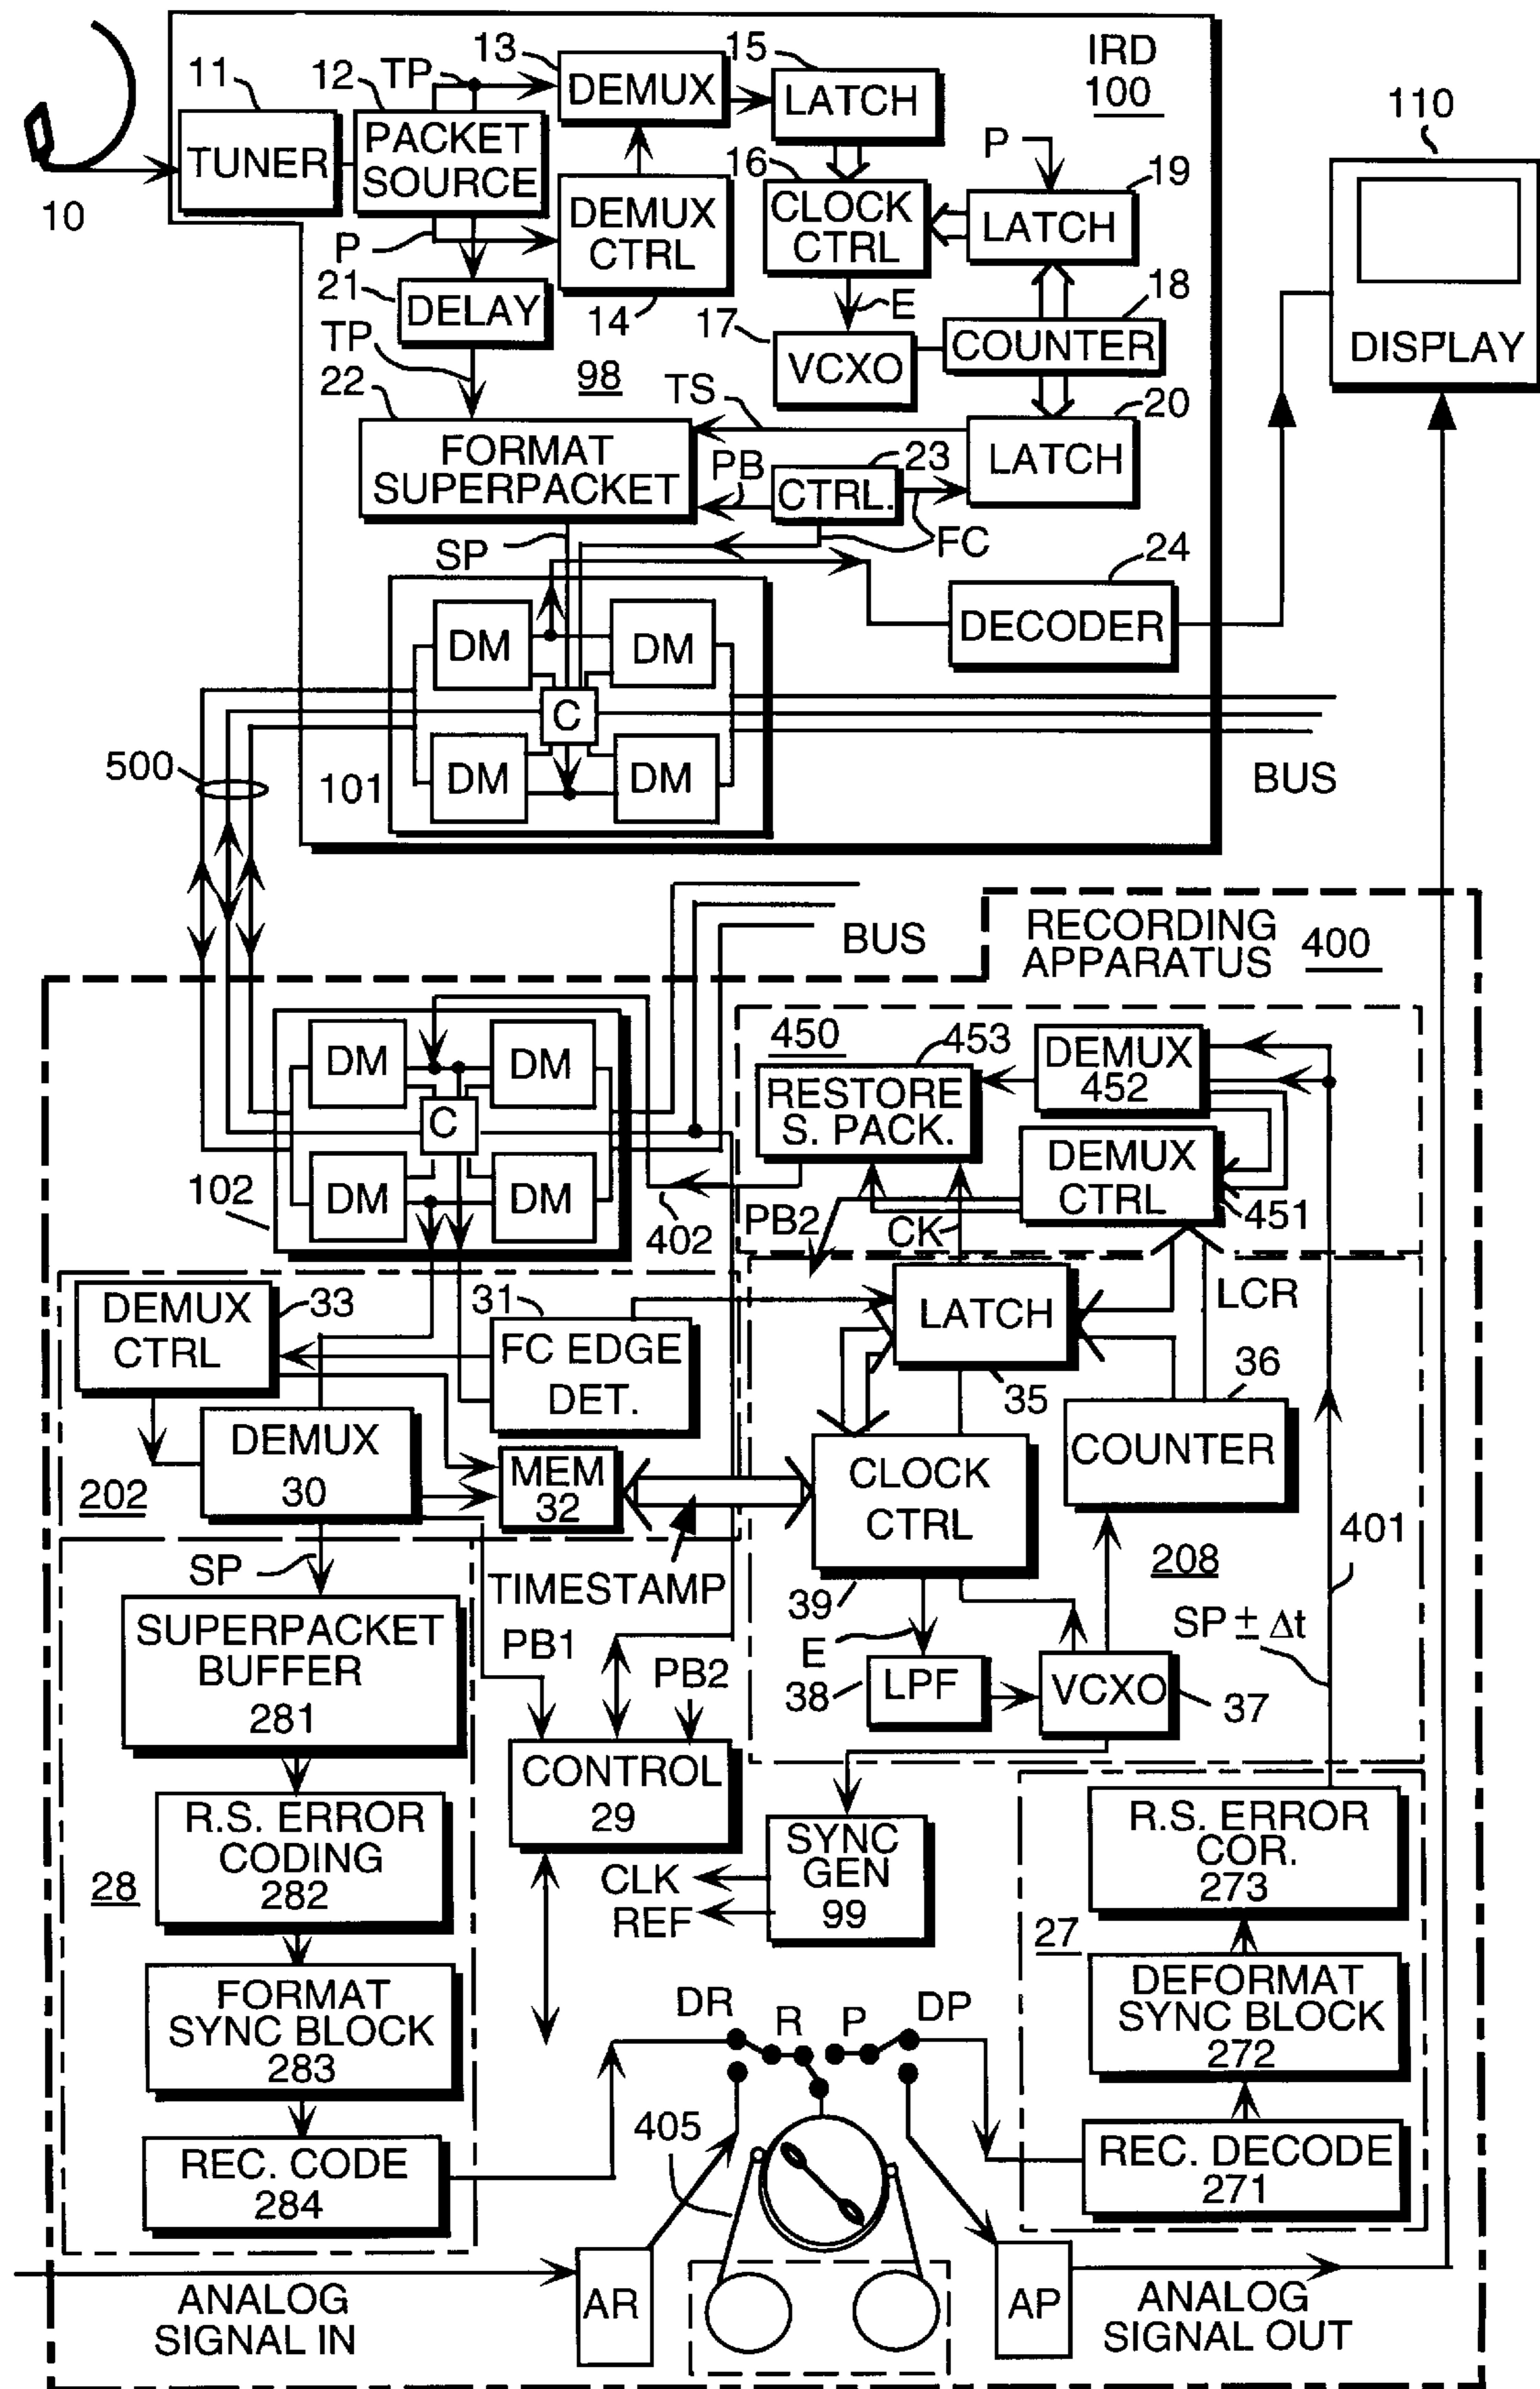 IRD
100
10
11
TUNER
12
TP
PACKET
SOURCE
P
13
DEMUX
DEMUX
CTRL
14
15
LATCH
16
CLOCK
CTRL
P
19
LATCH
E
17
VCXO
18
COUNTER
110
DISPLAY
21
DELAY
TP
22
98
TS
20
LATCH
FORMAT
SUPERPACKET
PB
23
CTRL.
FC
SP
24
DECODER
DM
DM
C
DM
DM
101
500
BUS
BUS
RECORDING
APPARATUS
400
DM
DM
C
DM
DM
102
402
450
453
RESTORE
S. PACK.
DEMUX
452
DEMUX
CTRL
451
PB2
CK
LCR
DEMUX
CTRL
33
31
FC EDGE
DET.
LATCH
35
36
COUNTER
DEMUX
30
202
MEM
32
CLOCK
CTRL
39
208
401
TIMESTAMP
SP
SUPERPACKET
BUFFER
281
PB1
PB2
E
38
LPF
VCXO
37
SP ± Δt
CONTROL
29
R.S. ERROR
CODING
282
28
SYNC
GEN
99
CLK
REF
R.S. ERROR
COR.
273
27
FORMAT
SYNC BLOCK
283
DEFORMAT
SYNC BLOCK
272
DR
R
P
DP
REC. CODE
284
405
REC. DECODE
271
ANALOG
SIGNAL IN
AR
AP
ANALOG
SIGNAL OUT